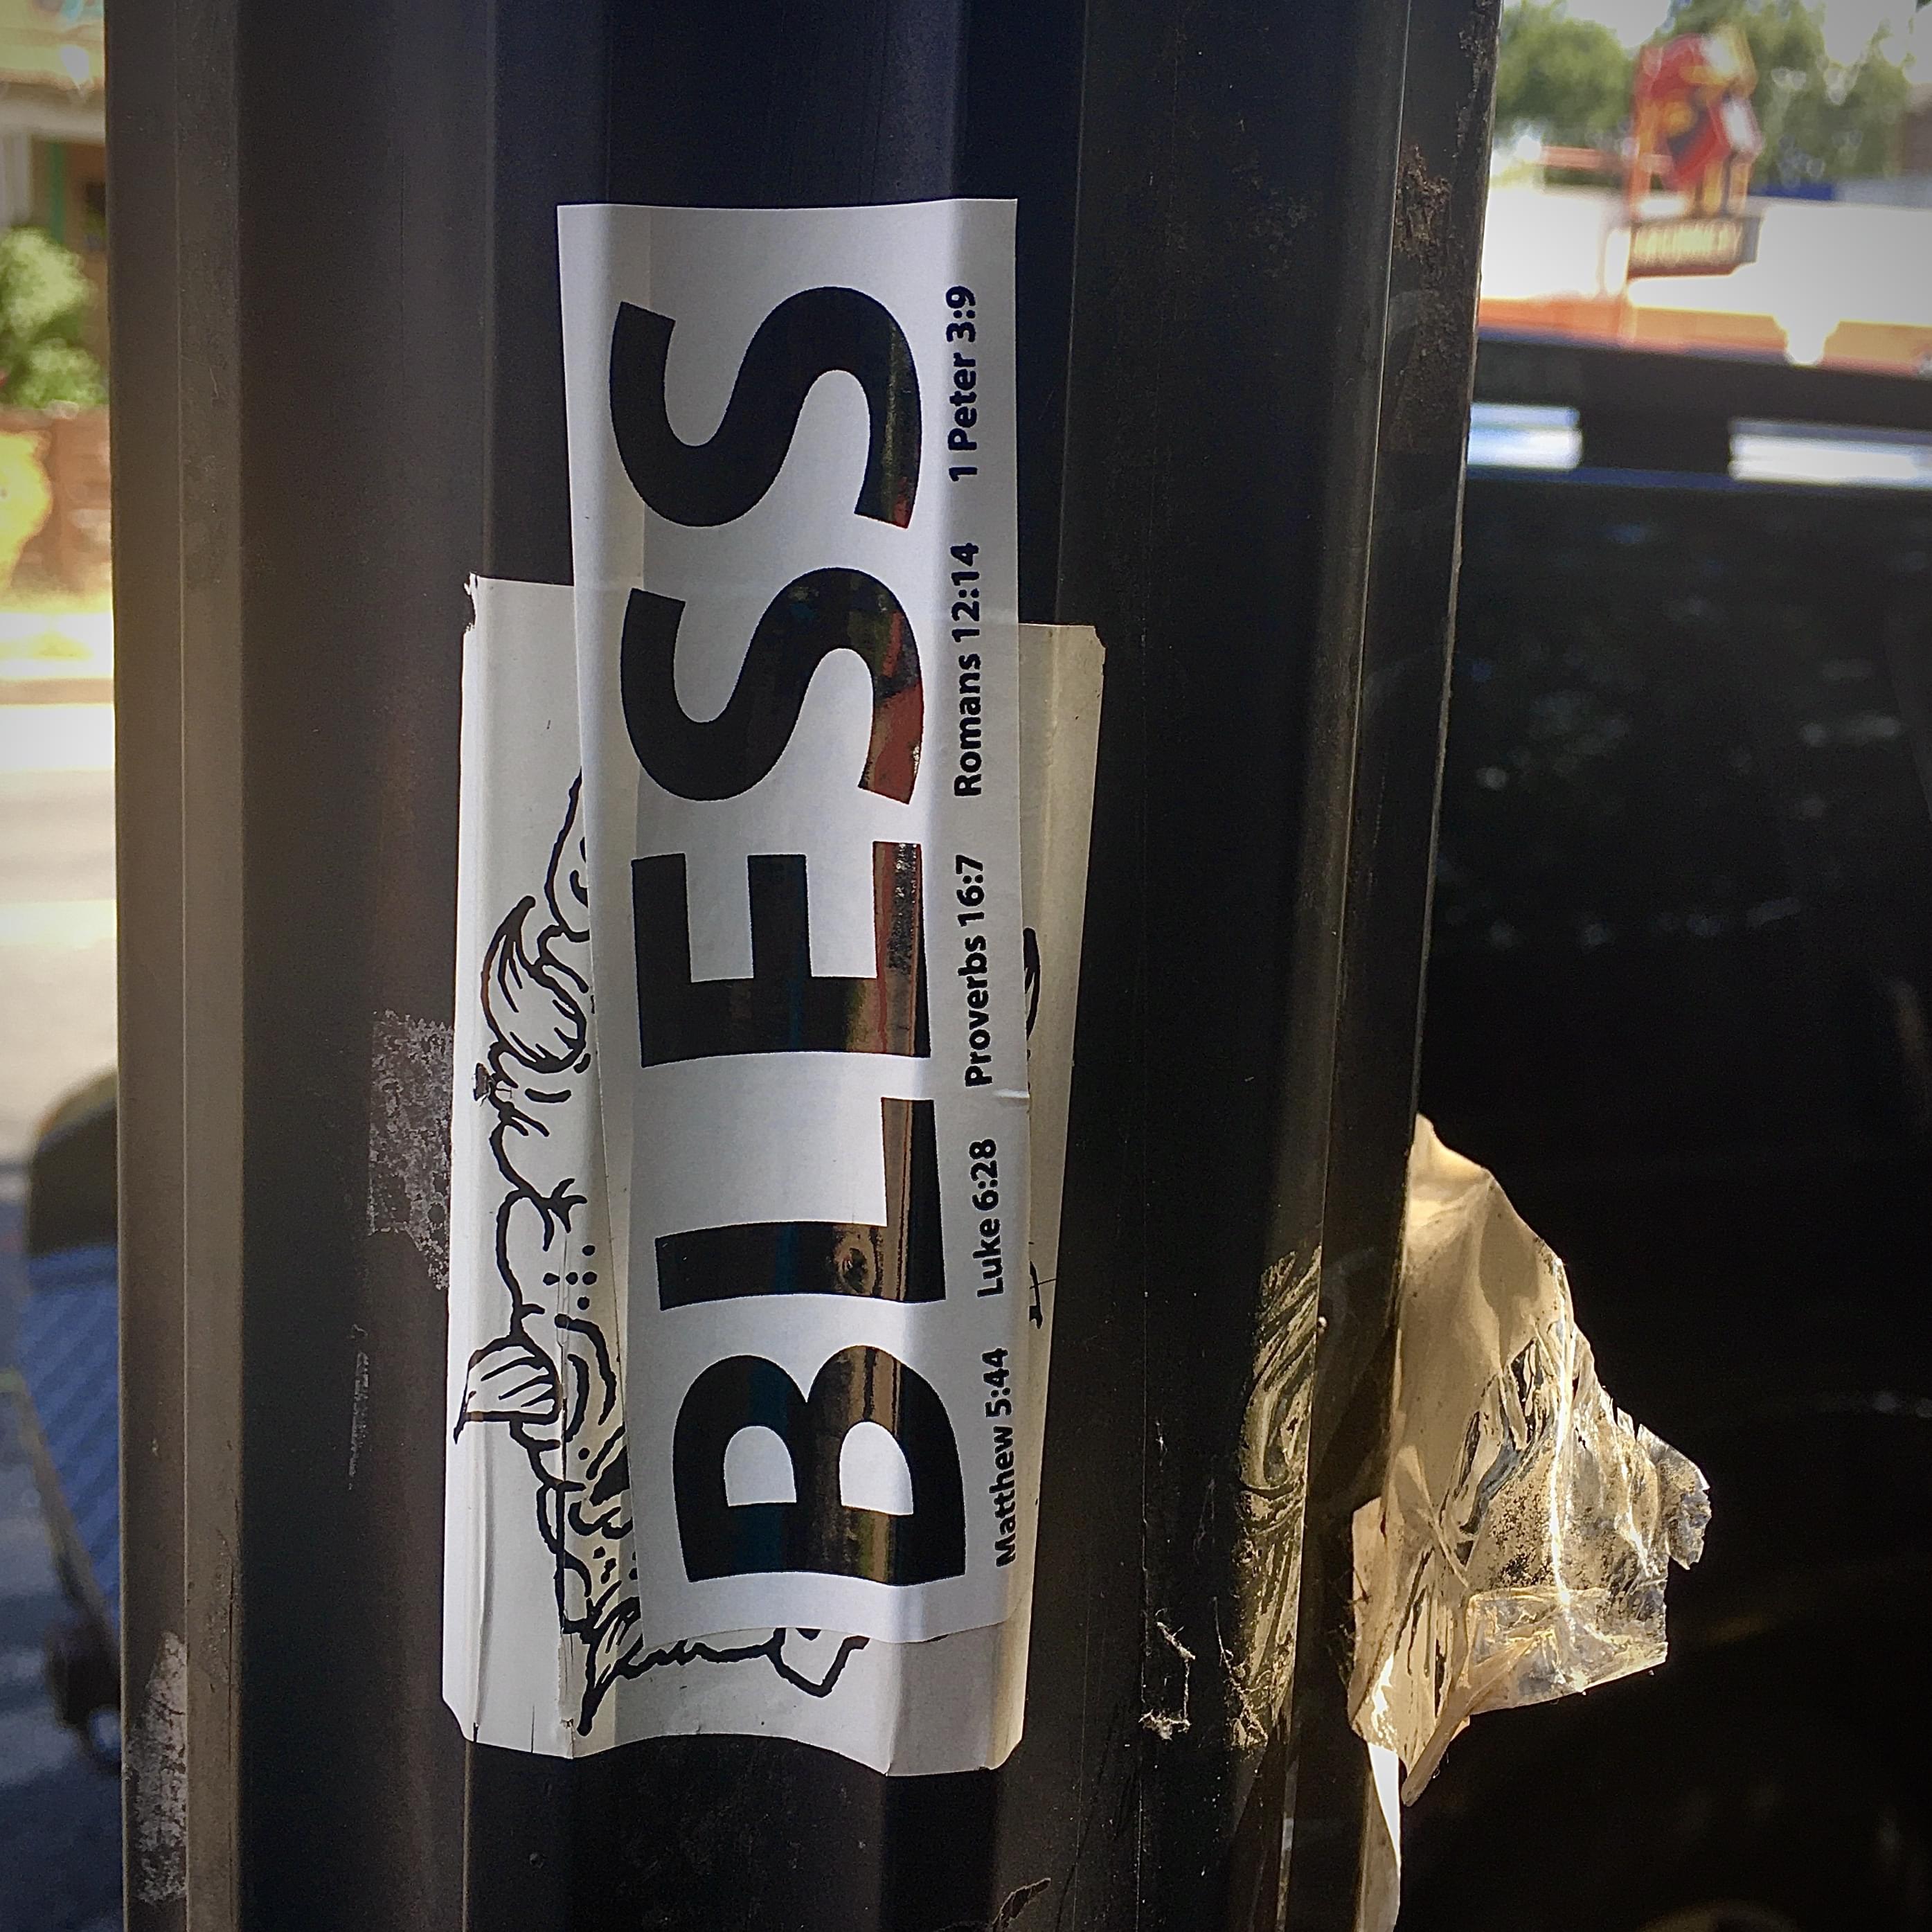 BLESS
Matthew 5:44 Luke 6:28 Proverbs 16:7 Romans 12:14 1 Peter 3:9